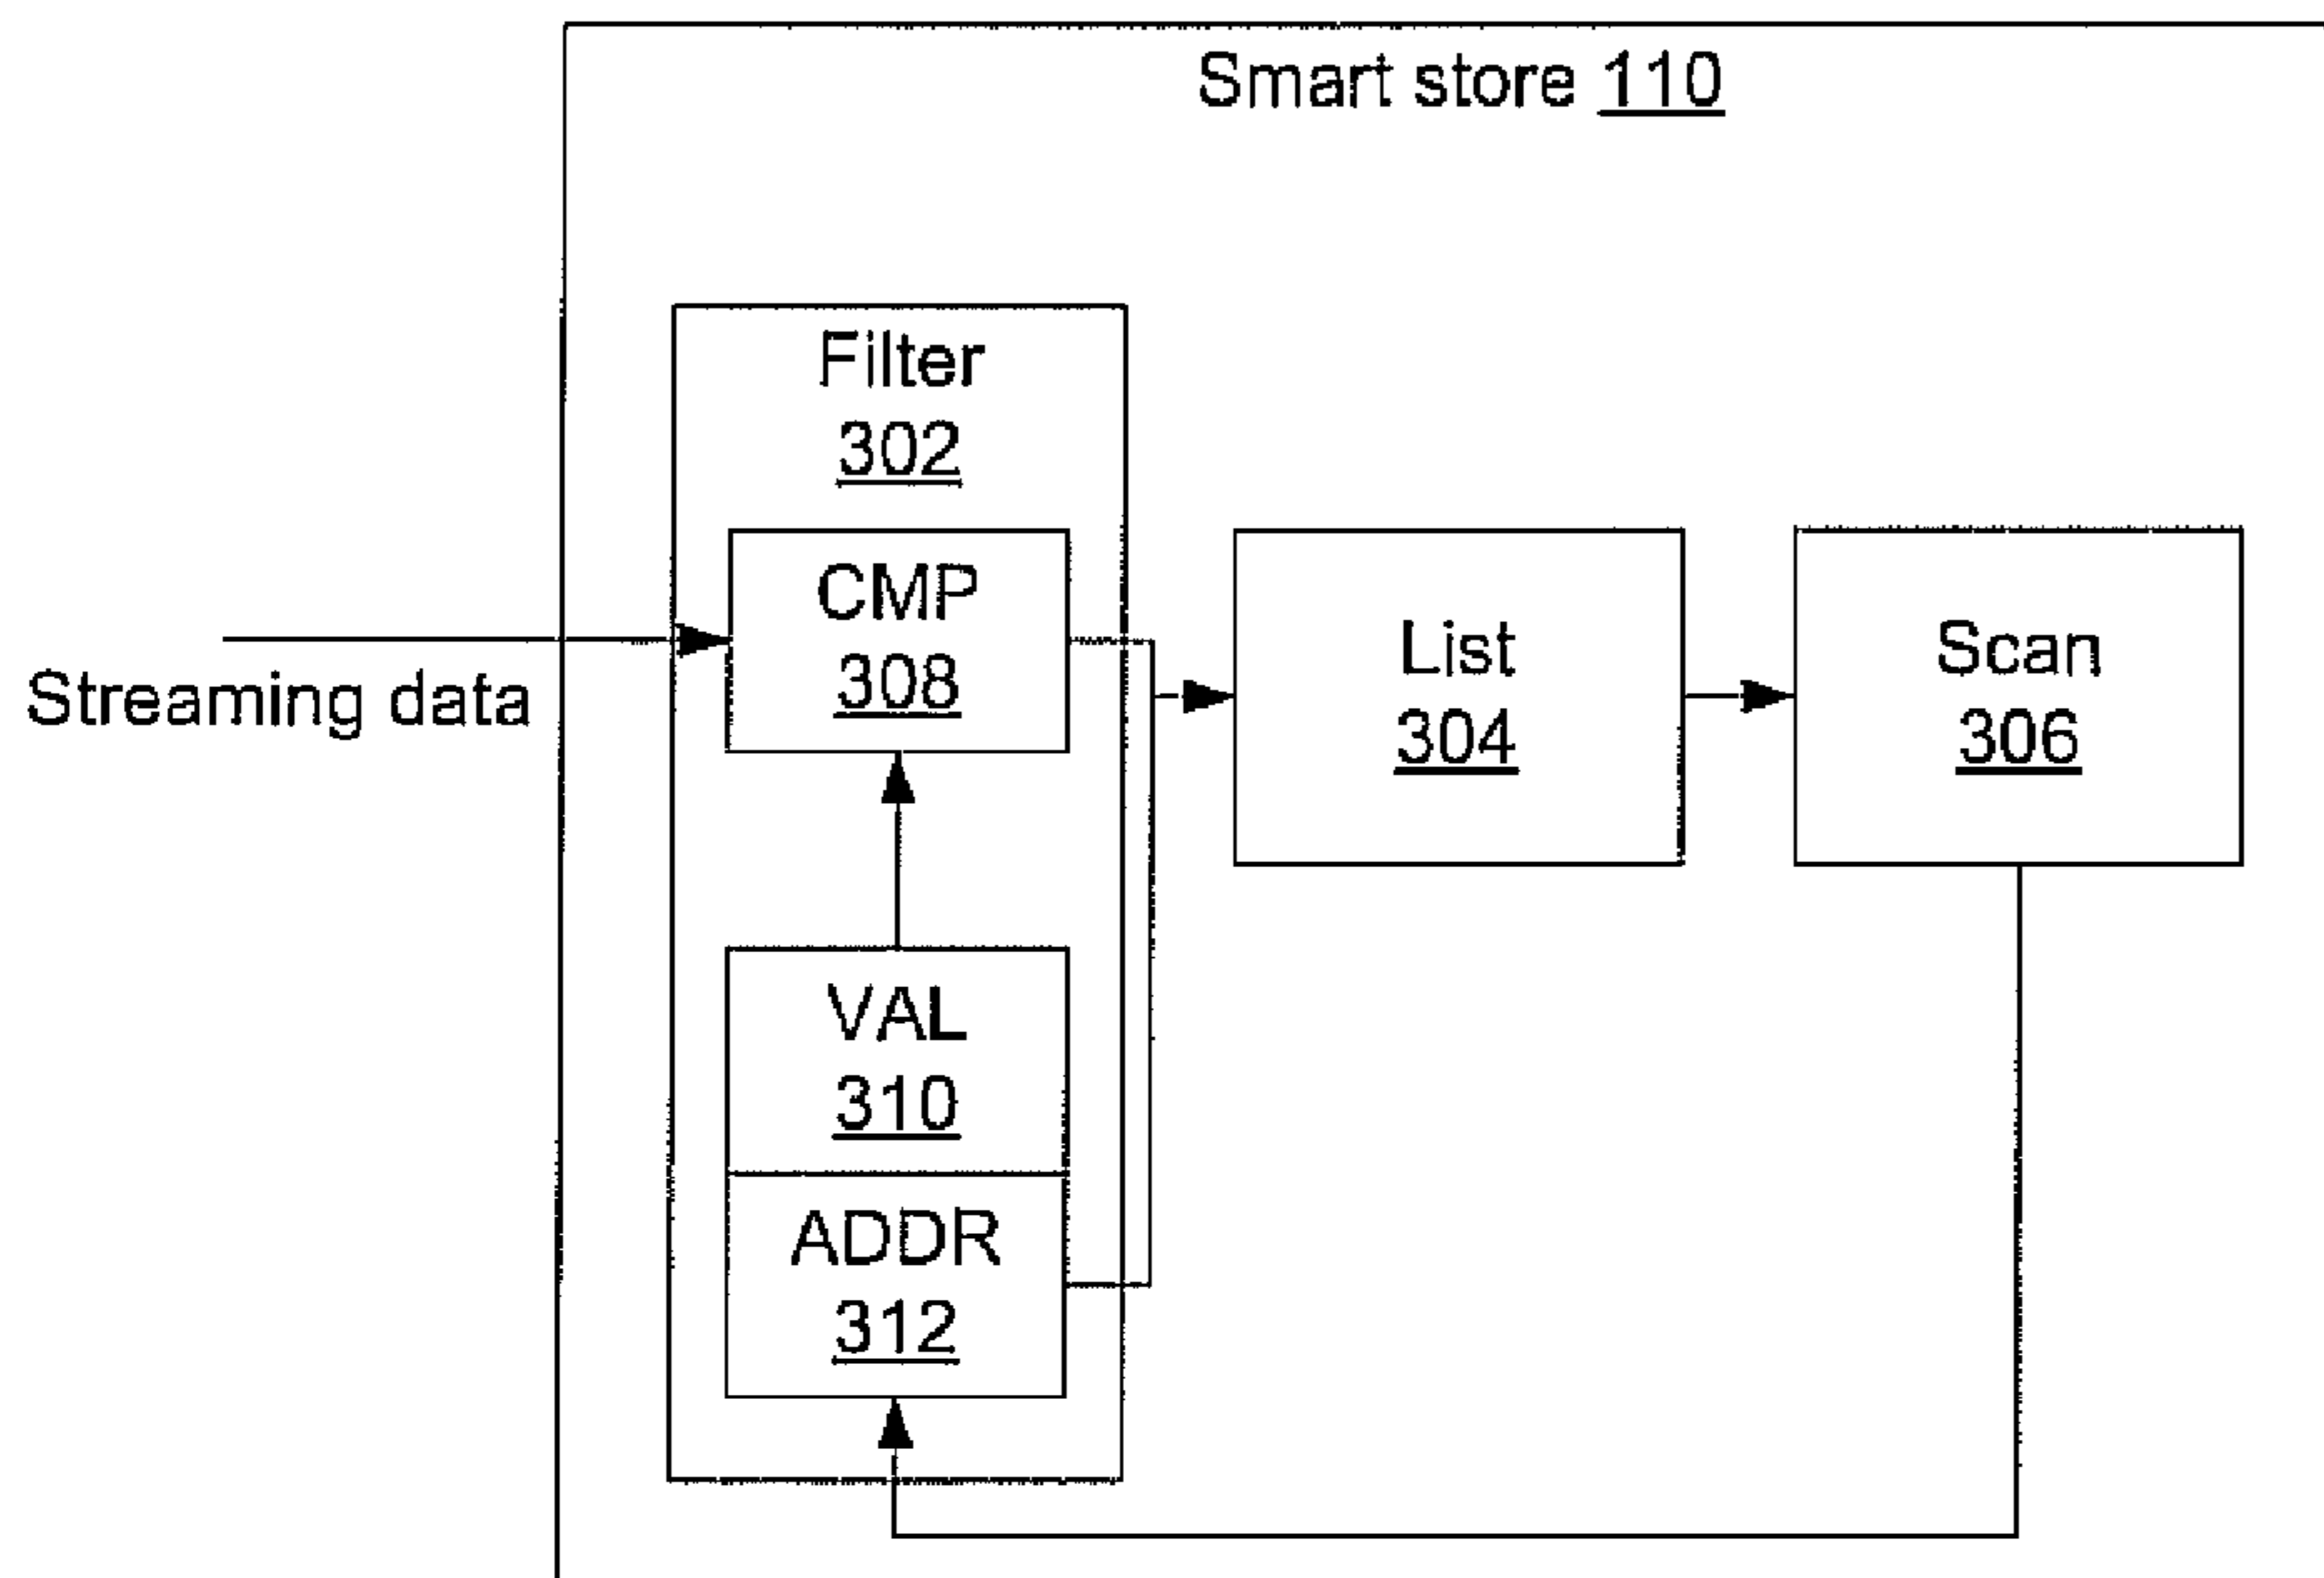 Smart store 110
Filter
302
CMP
308
Streaming data
List
304
Scan
306
VAL
310
ADDR
312